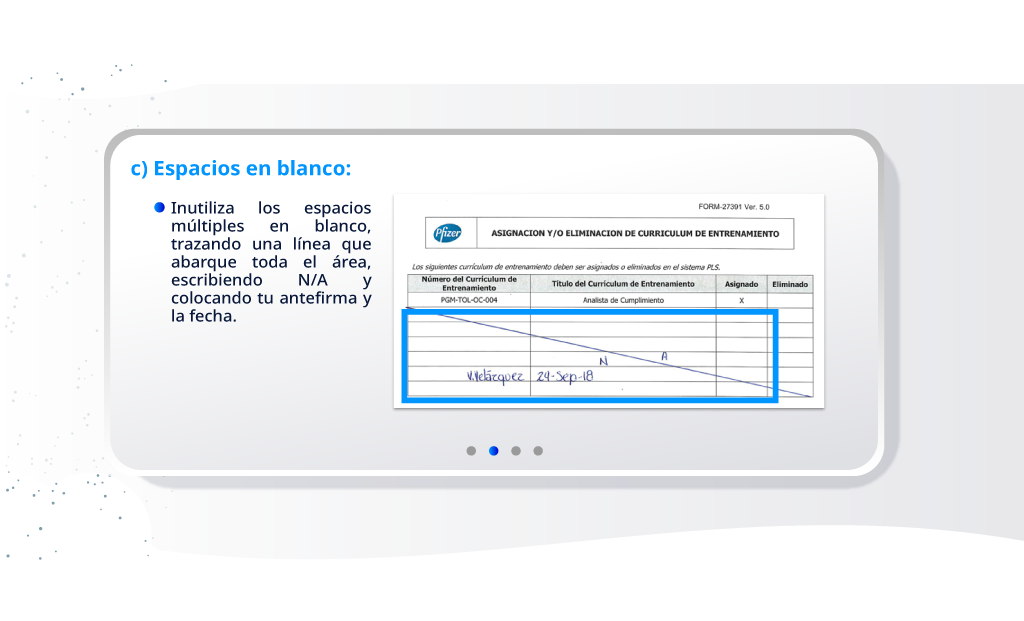 c) Espacios en blanco:
Inutiliza los espacios
múltiples en blanco,
trazando una línea que
abarque toda el área,
escribiendo N/A y
colocando tu antefirma y
la fecha.
FORM-27391 Ver. 5.0
Pfizer
ASIGNACION Y/O ELIMINACION DE CURRICULUM DE ENTRENAMIENTO
Los siguientes currículum de entrenamiento deben ser asignados o eliminados en el sistema PLS.
Número del Currículum de Entrenamiento Titulo del Currículum de Entrenamiento Asignado Eliminado
PGM-TOL-OC-004 Analista de Cumplimiento X
N A
V.Velázquez 24-Sep-18